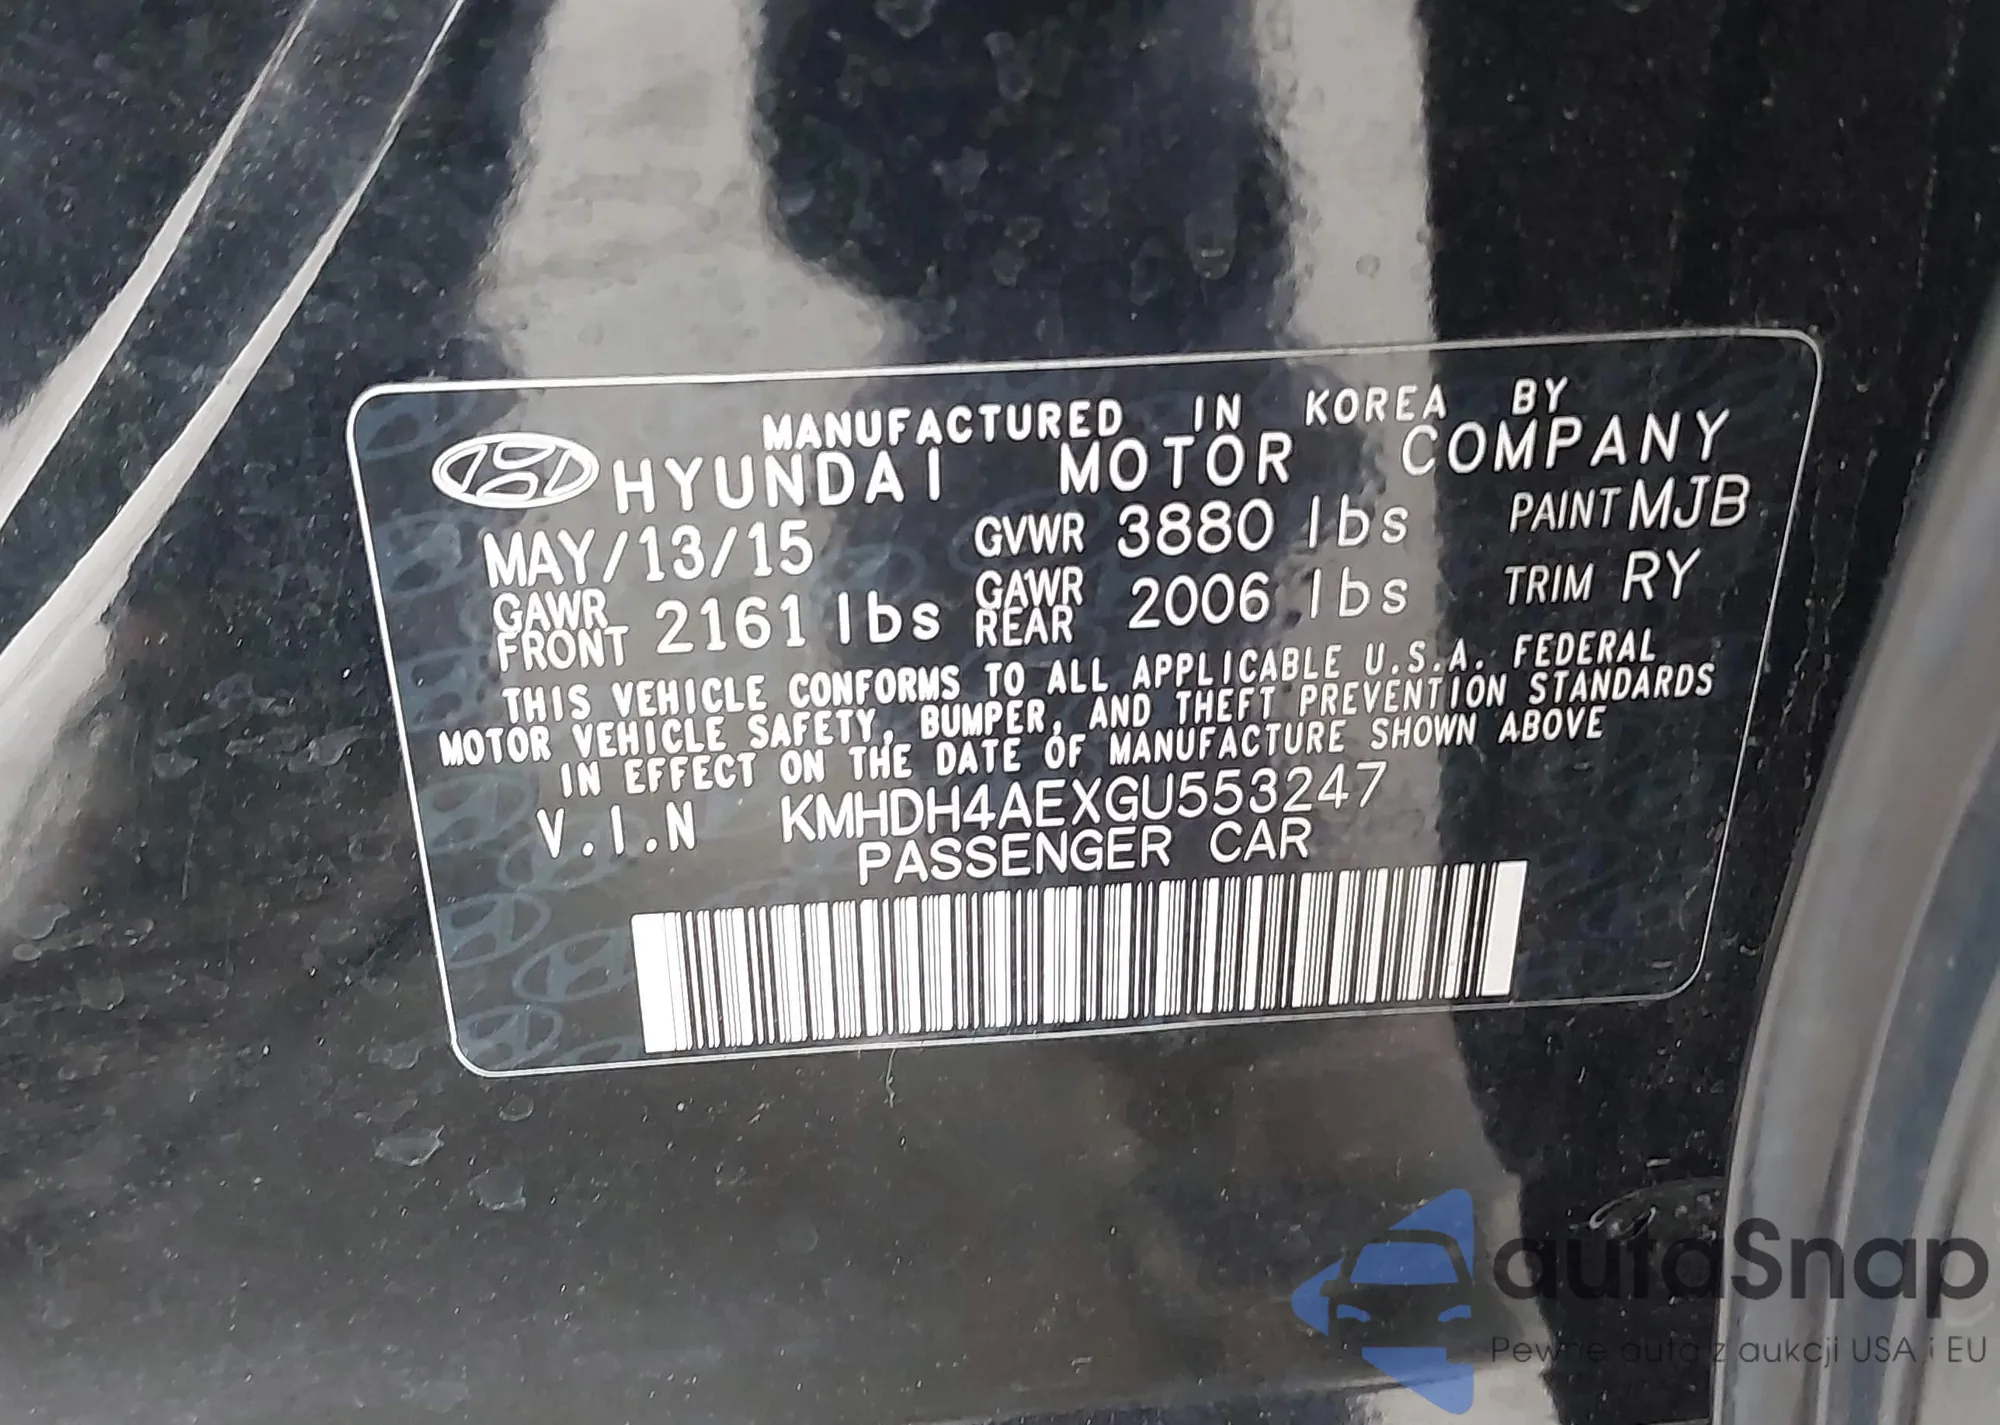 MANUFACTURED IN KOREA BY
HYUNDAI MOTOR COMPANY
MAY/13/15 GVWR 3880 lbs PAINT MJB
GAWR FRONT 2161 lbs GAWR REAR 2006 lbs TRIM RY
THIS VEHICLE CONFORMS TO ALL APPLICABLE U.S.A. FEDERAL
MOTOR VEHICLE SAFETY, BUMPER, AND THEFT PREVENTION STANDARDS
IN EFFECT ON THE DATE OF MANUFACTURE SHOWN ABOVE
V.I.N KMHDH4AEXGU553247
PASSENGER CAR
autaSnap
Pewne auta z aukcji USA i EU